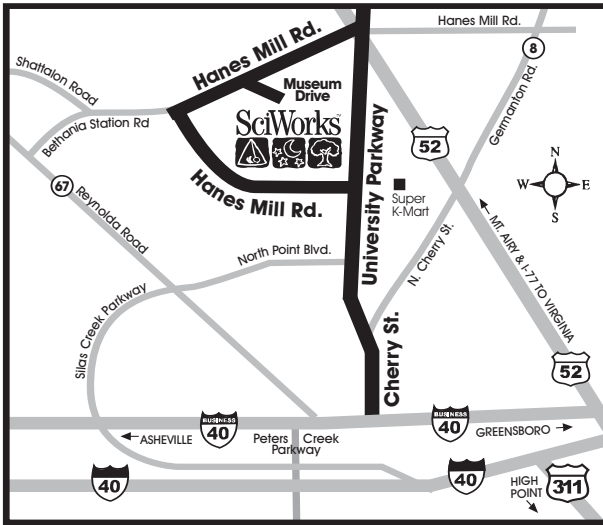 Hanes Mill Rd.
Hanes Mill Rd.
8
Shattalon Road
Museum
Drive
Germanton Rd.
SciWorks™
Bethania Station Rd
52
N
W E
S
67
Hanes Mill Rd.
University Parkway
Super
K-Mart
Reynolda Road
North Point Blvd.
N. Cherry St.
MT. AIRY & I-77 TO VIRGINIA
Silas Creek Parkway
Cherry St.
52
BUSINESS
40
BUSINESS
40
ASHEVILLE
Peters Creek
Parkway
GREENSBORO
40
40
HIGH
POINT
311